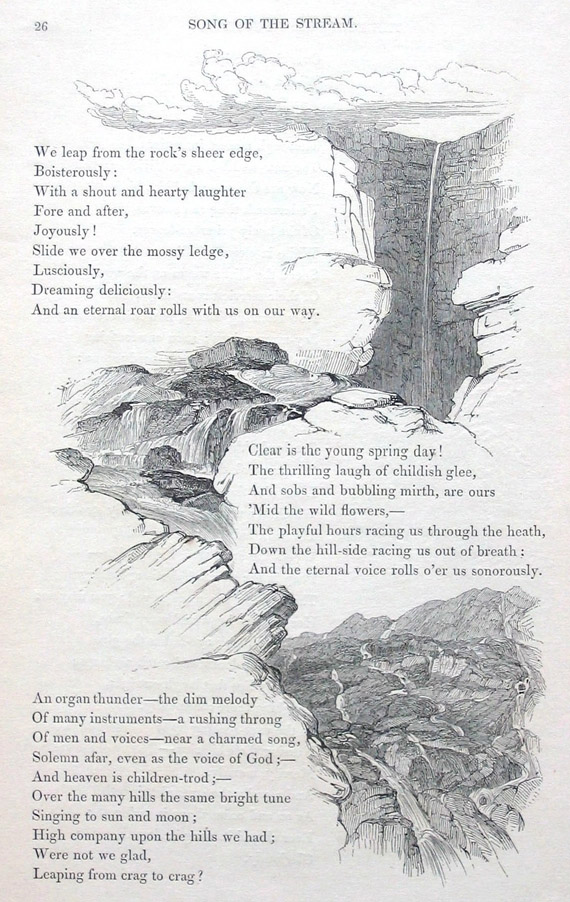 26
SONG OF THE STREAM.
We leap from the rock's sheer edge,
Boisterously:
With a shout and hearty laughter
Fore and after,
Joyously!
Slide we over the mossy ledge,
Lusciously,
Dreaming deliciously:
And an eternal roar rolls with us on our way.
Clear is the young spring day!
The thrilling laugh of childish glee,
And sobs and bubbling mirth, are ours
'Mid the wild flowers,—
The playful hours racing us through the heath,
Down the hill-side racing us out of breath:
And the eternal voice rolls o'er us sonorously.
An organ thunder—the dim melody
Of many instruments—a rushing throng
Of men and voices—near a charmed song,
Solemn afar, even as the voice of God;—
And heaven is children-trod;—
Over the many hills the same bright tune
Singing to sun and moon;
High company upon the hills we had;
Were not we glad,
Leaping from crag to crag?